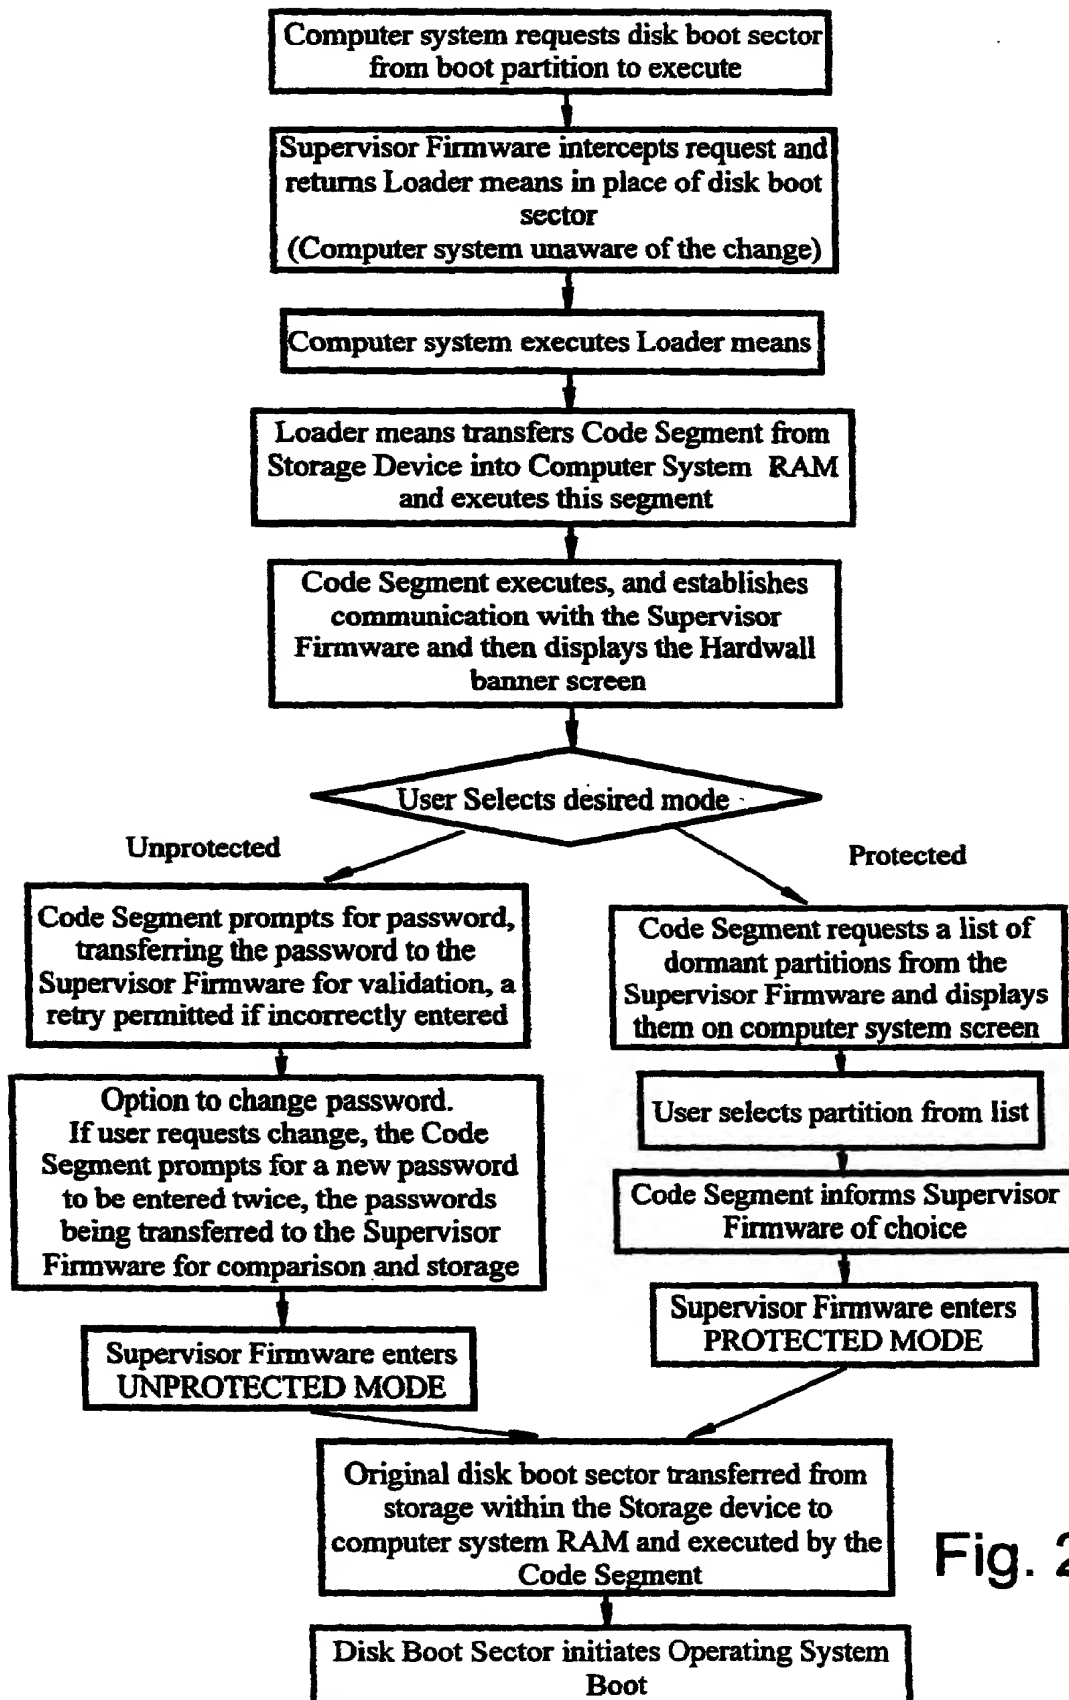 Computer system requests disk boot sector
from boot partition to execute
Supervisor Firmware intercepts request and
returns Loader means in place of disk boot
sector
(Computer system unaware of the change)
Computer system executes Loader means
Loader means transfers Code Segment from
Storage Device into Computer System RAM
and exeutes this segment
Code Segment executes, and establishes
communication with the Supervisor
Firmware and then displays the Hardwall
banner screen
User Selects desired mode
Unprotected
Protected
Code Segment prompts for password,
transferring the password to the
Supervisor Firmware for validation, a
retry permitted if incorrectly entered
Option to change password.
If user requests change, the Code
Segment prompts for a new password
to be entered twice, the passwords
being transferred to the Supervisor
Firmware for comparison and storage
Supervisor Firmware enters
UNPROTECTED MODE
Code Segment requests a list of
dormant partitions from the
Supervisor Firmware and displays
them on computer system screen
User selects partition from list
Code Segment informs Supervisor
Firmware of choice
Supervisor Firmware enters
PROTECTED MODE
Original disk boot sector transferred from
storage within the Storage device to
computer system RAM and executed by the
Code Segment
Fig. 2
Disk Boot Sector initiates Operating System
Boot